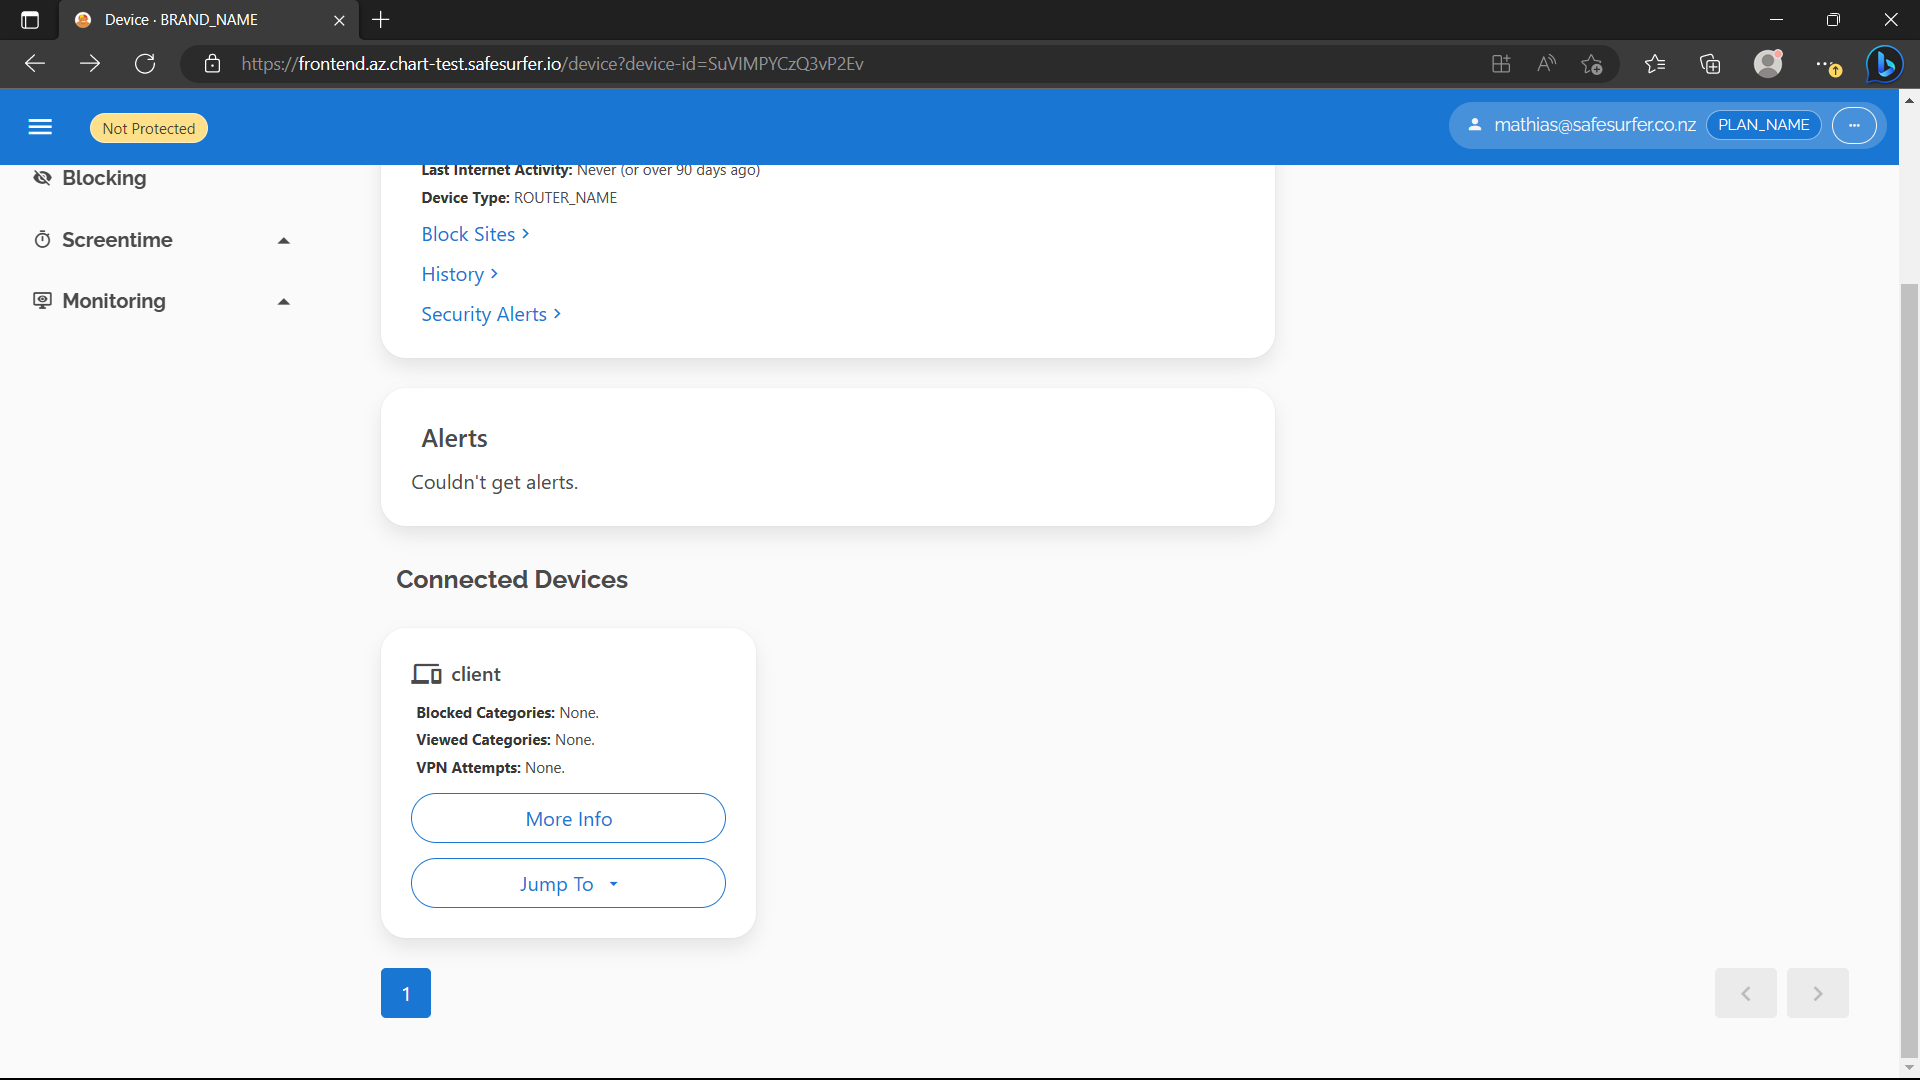 Device · BRAND_NAME
https://frontend.az.chart-test.safesurfer.io/device?device-id=SuVIMPYCzQ3vP2Ev
Not Protected
mathias@safesurfer.co.nz
PLAN_NAME
Blocking
Screentime
Monitoring
Last Internet Activity: Never (or over 90 days ago)
Device Type: ROUTER_NAME
Block Sites
History
Security Alerts
Alerts
Couldn't get alerts.
Connected Devices
client
Blocked Categories: None.
Viewed Categories: None.
VPN Attempts: None.
More Info
Jump To
1